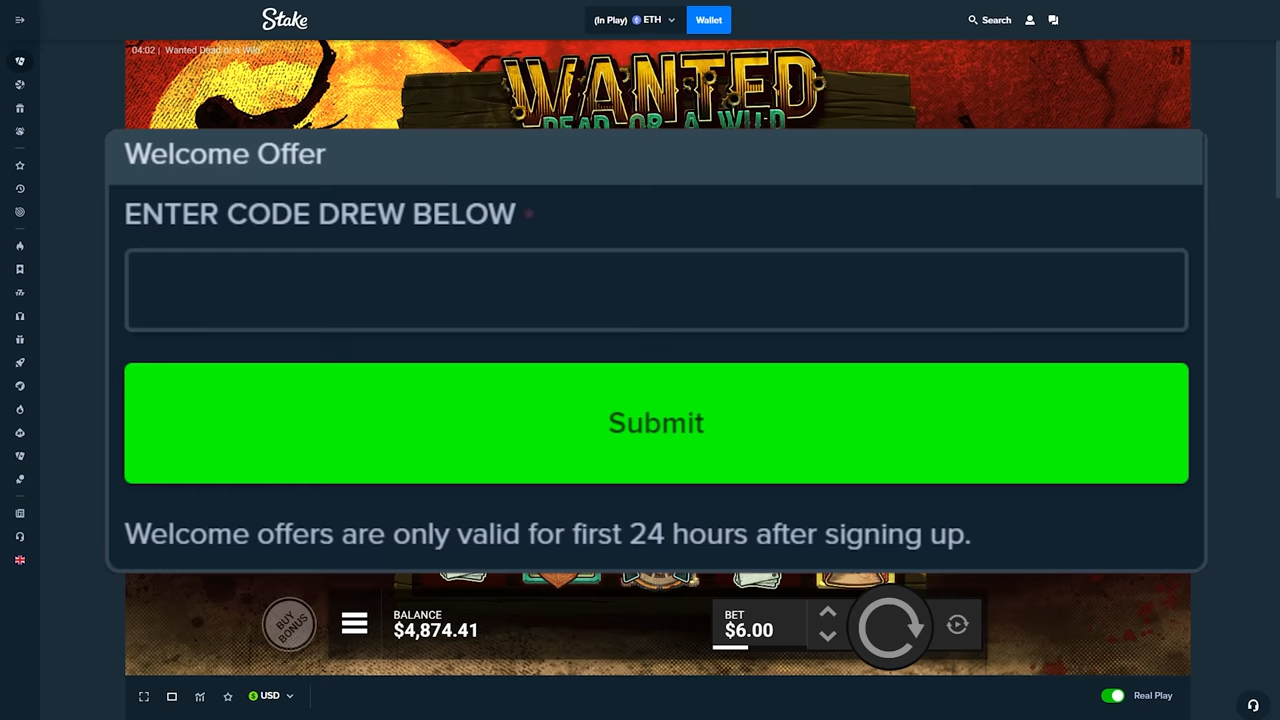 Stake
(In Play) ETH
Wallet
Search
04:02 | Wanted Dead or a Wild
WANTED
DEAD OR A WILD
Welcome Offer
ENTER CODE DREW BELOW *
Submit
Welcome offers are only valid for first 24 hours after signing up.
BUY BONUS
BALANCE
$4,874.41
BET
$6.00
USD
Real Play